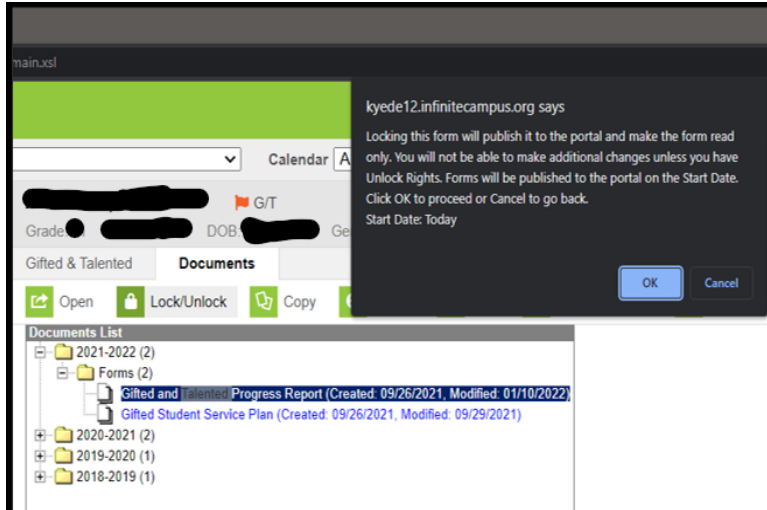 main.xsl
kyede12.infinitecampus.org says
Locking this form will publish it to the portal and make the form read
only. You will not be able to make additional changes unless you have
Unlock Rights. Forms will be published to the portal on the Start Date.
Click OK to proceed or Cancel to go back.
Start Date: Today
OK Cancel
Calendar A
G/T
Grade: DOB: Ge
Gifted & Talented Documents
Open Lock/Unlock Copy
Documents List
2021-2022 (2)
Forms (2)
Gifted and Talented Progress Report (Created: 09/26/2021, Modified: 01/10/2022)
Gifted Student Service Plan (Created: 09/26/2021, Modified: 09/29/2021)
2020-2021 (2)
2019-2020 (1)
2018-2019 (1)